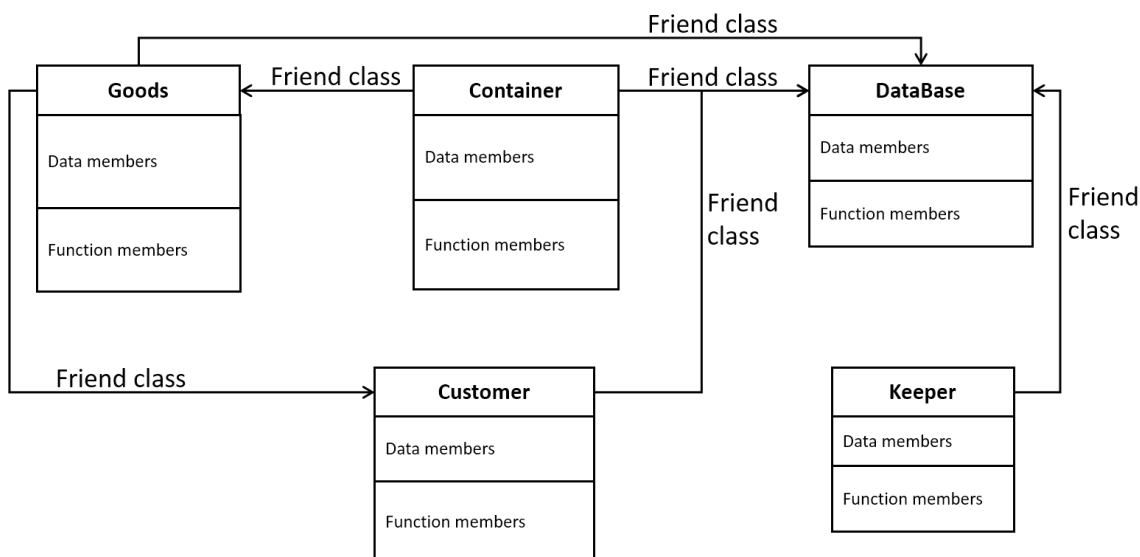 Friend class
Goods
Friend class
Container
Friend class
DataBase
Data members
Data members
Data members
Function members
Function members
Function members
Friend
class
Friend
class
Friend class
Customer
Keeper
Data members
Data members
Function members
Function members